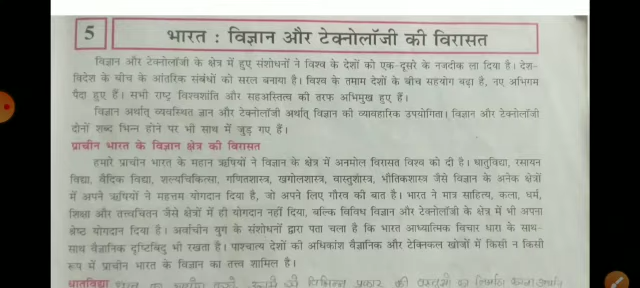 5
भारत : विज्ञान और टेक्नोलॉजी की विरासत
विज्ञान और टेक्नोलॉजी के क्षेत्र में हुए संशोधनों ने विश्व के देशों को एक-दूसरे के नजदीक ला दिया है। देश-
विदेश के बीच के आंतरिक संबंधों को सरल बनाया है। विश्व के तमाम देशों के बीच सहयोग बढ़ा है, नए अभिगम
पैदा हुए हैं। सभी राष्ट्र विश्वशांति और सहअस्तित्व की तरफ अभिमुख हुए हैं।
विज्ञान अर्थात् व्यवस्थित ज्ञान और टेक्नोलॉजी अर्थात् विज्ञान की व्यावहारिक उपयोगिता। विज्ञान और टेक्नोलॉजी
दोनों शब्द भिन्न होने पर भी साथ में जुड़ गए हैं।
प्राचीन भारत के विज्ञान क्षेत्र की विरासत
हमारे प्राचीन भारत के महान ऋषियों ने विज्ञान के क्षेत्र में अनमोल विरासत विश्व को दी है। धातुविद्या, रसायन
विद्या, वैदिक विद्या, शल्यचिकित्सा, गणितशास्त्र, खगोलशास्त्र, वास्तुशास्त्र, भौतिकशास्त्र जैसे विज्ञान के अनेक क्षेत्रों
में अपने ऋषियों ने महत्तम योगदान दिया है, जो अपने लिए गौरव की बात है। भारत ने मात्र साहित्य, कला, धर्म,
शिक्षा और तत्त्वचिंतन जैसे क्षेत्रों में ही योगदान नहीं दिया, बल्कि विविध विज्ञान और टेक्नोलॉजी के क्षेत्र में भी अपना
श्रेष्ठ योगदान दिया है। अर्वाचीन युग के संशोधनों द्वारा पता चला है कि भारत आध्यात्मिक विचार धारा के साथ-
साथ वैज्ञानिक दृष्टिबिंदु भी रखता है। पाश्चात्य देशों की अधिकांश वैज्ञानिक और टेक्निकल खोजों में किसी न किसी
रूप में प्राचीन भारत के विज्ञान का तत्त्व शामिल है।
धातुविद्या